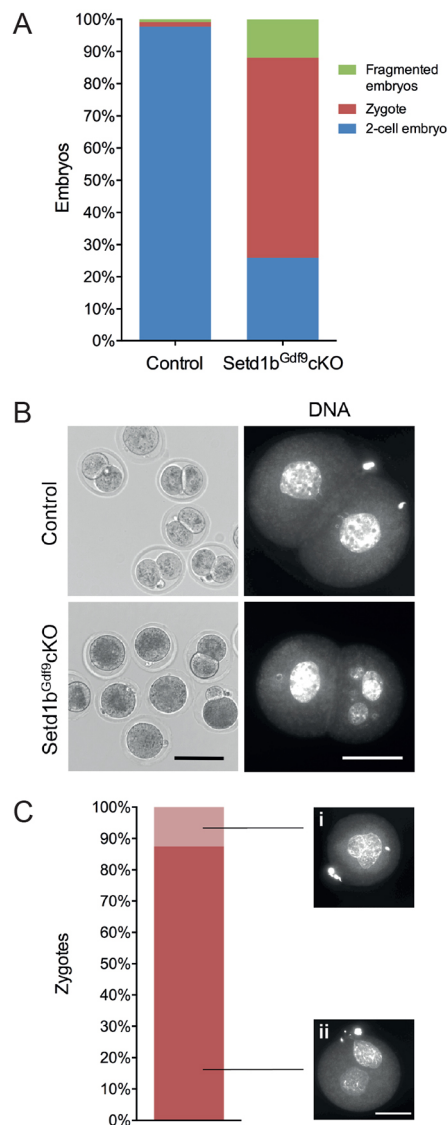 A
100%
90%
80%
70%
60%
50%
40%
30%
20%
10%
0%
Embryos
Control
Setd1bGdf9cKO
Fragmented
embryos
Zygote
2-cell embryo
B
DNA
Control
Setd1bGdf9cKO
C
100%
90%
80%
70%
60%
50%
40%
30%
20%
10%
0%
Zygotes
i
ii